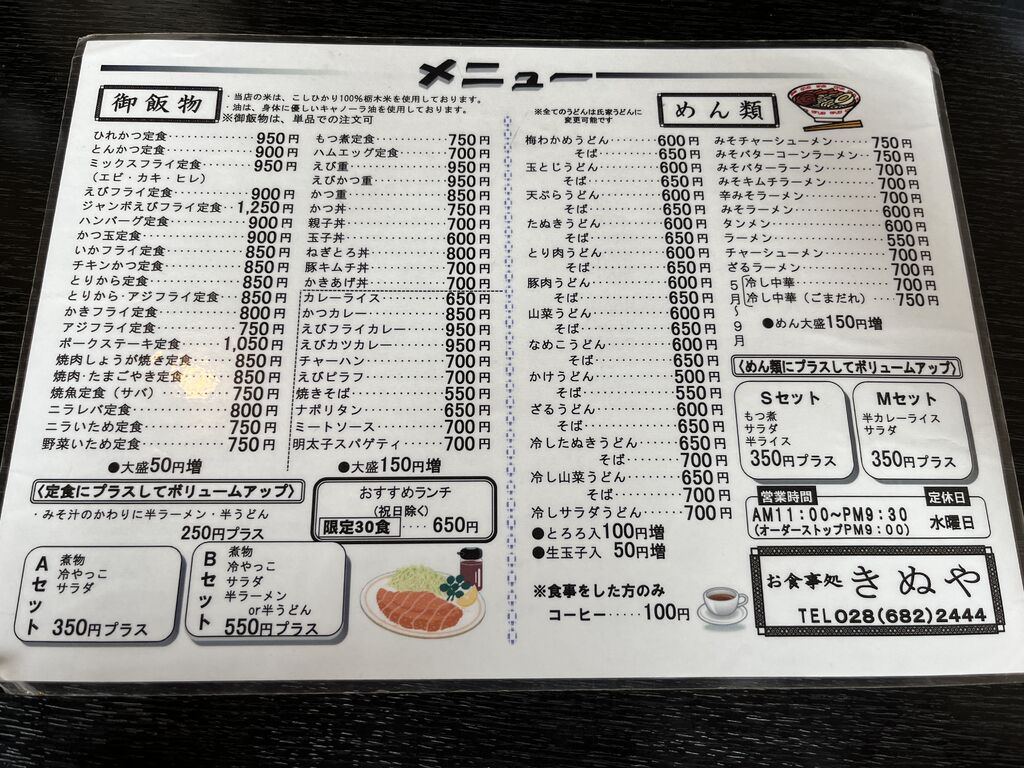 メニュー
御飯物
・当店の米は、こしひかり100%栃木米を使用しております。
・油は、身体に優しいキャノーラ油を使用しております。
※御飯物は、単品での注文可
ひれかつ定食 950円
とんかつ定食 900円
ミックスフライ定食 950円
(エビ・カキ・ヒレ)
えびフライ定食 900円
ジャンボえびフライ定食 1,250円
ハンバーグ定食 900円
かつ玉定食 900円
いかフライ定食 850円
チキンかつ定食 850円
とりから定食 850円
とりから・アジフライ定食 850円
かきフライ定食 800円
アジフライ定食 750円
ポークステーキ定食 1,050円
焼肉しょうが焼き定食 850円
焼肉・たまごやき定食 850円
焼魚定食(サバ) 750円
ニラレバ定食 800円
ニラいため定食 750円
野菜いため定食 750円
●大盛50円増
もつ煮定食 750円
ハムエッグ定食 700円
えび重 950円
えびかつ重 950円
かつ重 850円
かつ丼 750円
親子丼 700円
玉子丼 600円
ねぎとろ丼 800円
豚キムチ丼 700円
かきあげ丼 700円
カレーライス 650円
かつカレー 850円
えびフライカレー 950円
えびカツカレー 950円
チャーハン 700円
えびピラフ 700円
焼きそば 550円
ナポリタン 650円
ミートソース 700円
明太子スパゲティ 700円
●大盛150円増
〈定食にプラスしてボリュームアップ〉
・みそ汁のかわりに半ラーメン・半うどん
250円プラス
Aセット
煮物
冷やっこ
サラダ
350円プラス
Bセット
煮物
冷やっこ
サラダ
半ラーメン
or半うどん
550円プラス
おすすめランチ
(祝日除く)
限定30食 650円
※全てのうどんは氏家うどんに
変更可能です
めん類
梅わかめうどん 600円
そば 650円
玉とじうどん 600円
そば 650円
天ぷらうどん 600円
そば 650円
たぬきうどん 600円
そば 650円
とり肉うどん 600円
そば 650円
豚肉うどん 600円
そば 650円
山菜うどん 600円
そば 650円
なめこうどん 600円
そば 650円
かけうどん 500円
そば 550円
ざるうどん 600円
そば 600円
冷したぬきうどん 650円
そば 700円
冷し山菜うどん 650円
そば 700円
冷しサラダうどん 700円
●とろろ入100円増
●生玉子入 50円増
※食事をした方のみ
コーヒー 100円
みそチャーシューメン 750円
みそバターコーンラーメン 750円
みそバターラーメン 700円
みそキムチラーメン 700円
辛みそラーメン 700円
みそラーメン 600円
タンメン 600円
ラーメン 550円
チャーシューメン 700円
ざるラーメン 700円
5月〜9月
冷し中華 700円
冷し中華(ごまだれ) 750円
●めん大盛150円増
〈めん類にプラスしてボリュームアップ〉
Sセット
もつ煮
サラダ
半ライス
350円プラス
Mセット
半カレーライス
サラダ
350円プラス
営業時間
AM11:00〜PM9:30
(オーダーストップPM9:00)
定休日
水曜日
お食事処 きぬや
TEL028(682)2444